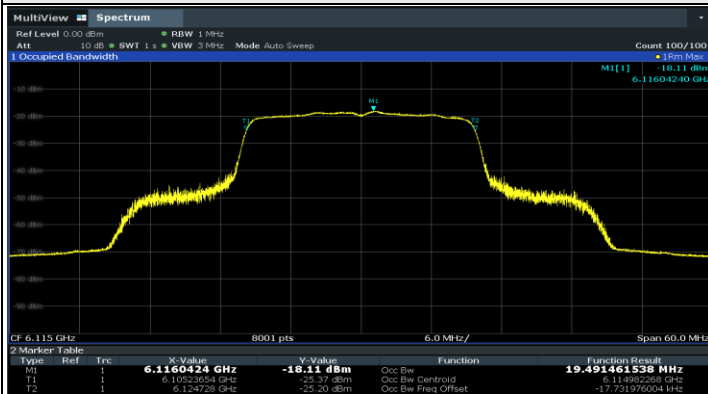 MultiView Spectrum
Ref Level 0.00 dBm RBW 1 MHz
Att 10 dB SWT 1 s VBW 3 MHz Mode Auto Sweep Count 100/100
1 Occupied Bandwidth 1Rm Max
M1[1] -18.11 dBm
6.11604240 GHz
-10 dBm
M1
-20 dBm
T1 T2
-30 dBm
-40 dBm
-50 dBm
-60 dBm
-70 dBm
-80 dBm
-90 dBm
CF 6.115 GHz 8001 pts 6.0 MHz/ Span 60.0 MHz
2 Marker Table
Type Ref Trc X-Value Y-Value Function Function Result
M1 1 6.1160424 GHz -18.11 dBm Occ Bw 19.491461538 MHz
T1 1 6.10523654 GHz -25.37 dBm Occ Bw Centroid 6.114982268 GHz
T2 1 6.124728 GHz -25.20 dBm Occ Bw Freq Offset -17.731976004 kHz